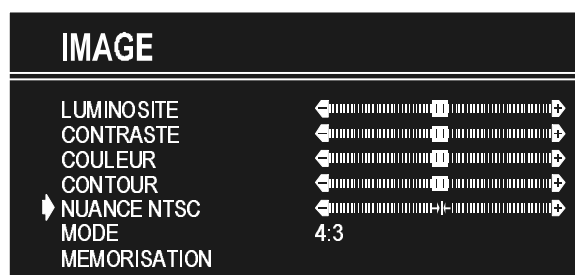 IMAGE
LUMINOSITE
CONTRASTE
COULEUR
CONTOUR
NUANCE NTSC
MODE 4:3
MEMORISATION